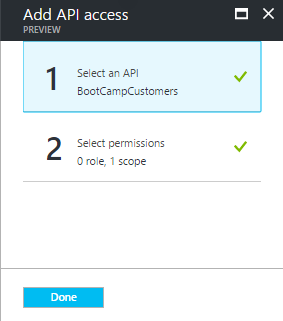 Add API access
PREVIEW
1
Select an API
BootCampCustomers
2
Select permissions
0 role, 1 scope
Done